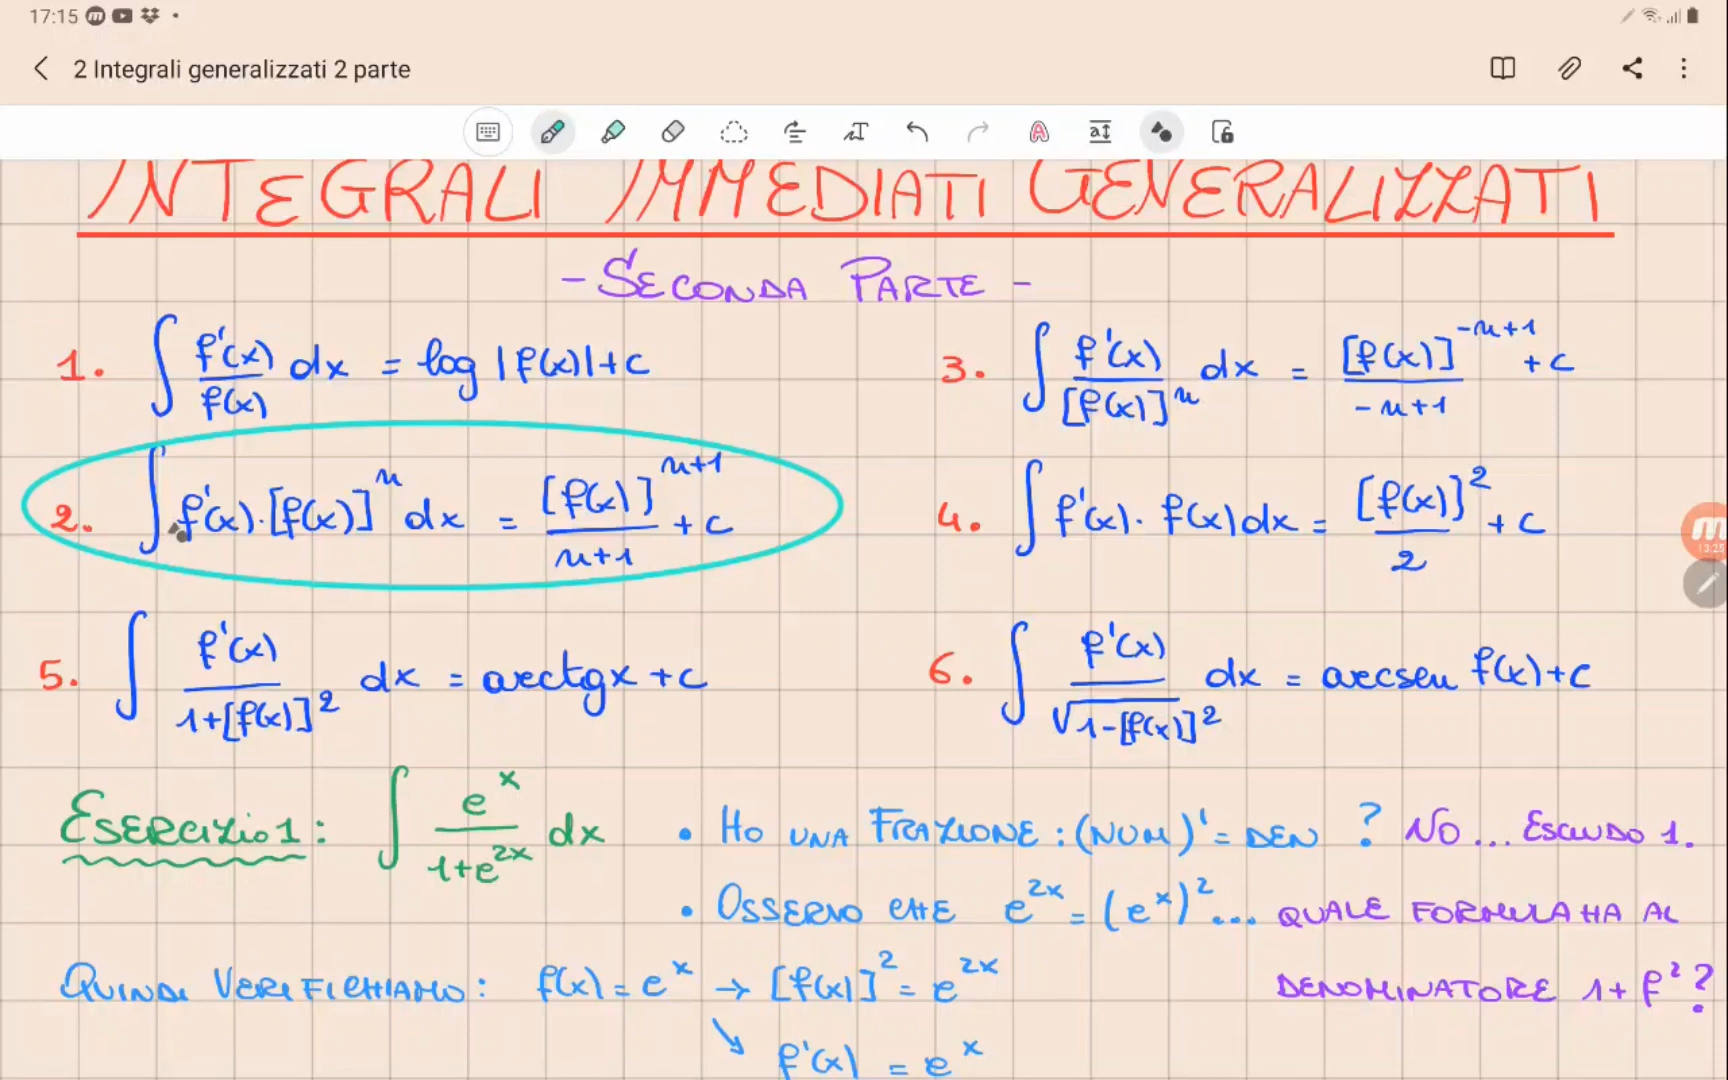 17:15
2 Integrali generalizzati 2 parte
INTEGRALI IMMEDIATI GENERALIZZATI
- SECONDA PARTE -
1. ∫ f'(x)/f(x) dx = log |f(x)| + c
3. ∫ f'(x)/[f(x)]^n dx = [f(x)]^(-n+1)/(-n+1) + c
2. ∫ f'(x)·[f(x)]^n dx = [f(x)]^(n+1)/(n+1) + c
4. ∫ f'(x)· f(x) dx = [f(x)]^2/2 + c
5. ∫ f'(x)/(1+[f(x)]^2) dx = arctgx + c
6. ∫ f'(x)/√(1-[f(x)]^2) dx = arcsen f(x) + c
13:25
ESERCIZIO 1: ∫ e^x/(1+e^(2x)) dx
• HO UNA FRAZIONE: (NUM)' = DEN ? NO... ESCLUDO 1.
• OSSERVO CHE e^(2x) = (e^x)^2 ... QUALE FORMULA HA AL
DENOMINATORE 1+f^2?
QUINDI VERIFICHIAMO: f(x) = e^x → [f(x)]^2 = e^(2x)
↘ f'(x) = e^x